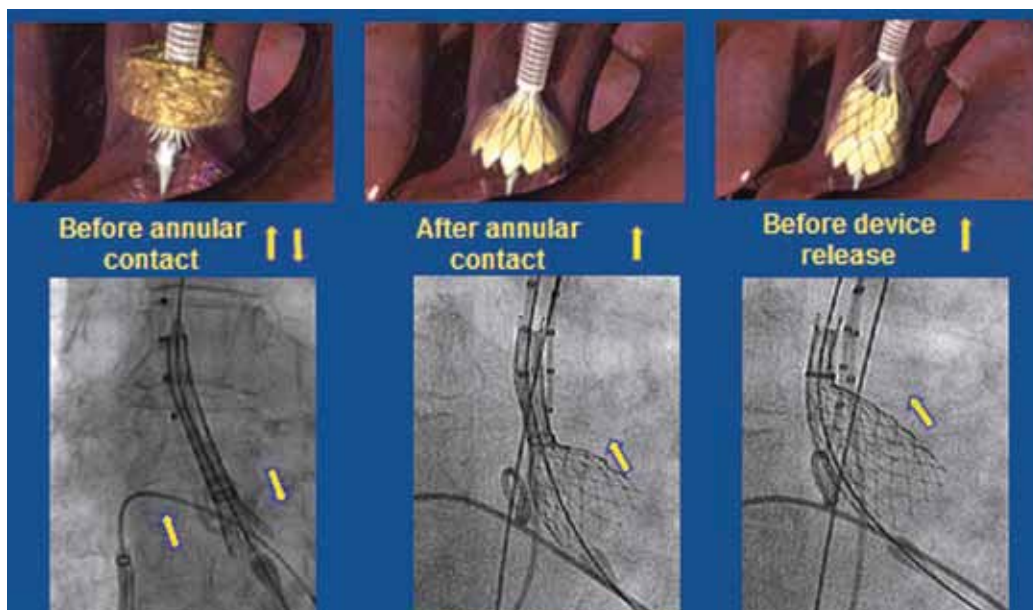 Before annular
contact
After annular
contact
Before device
release